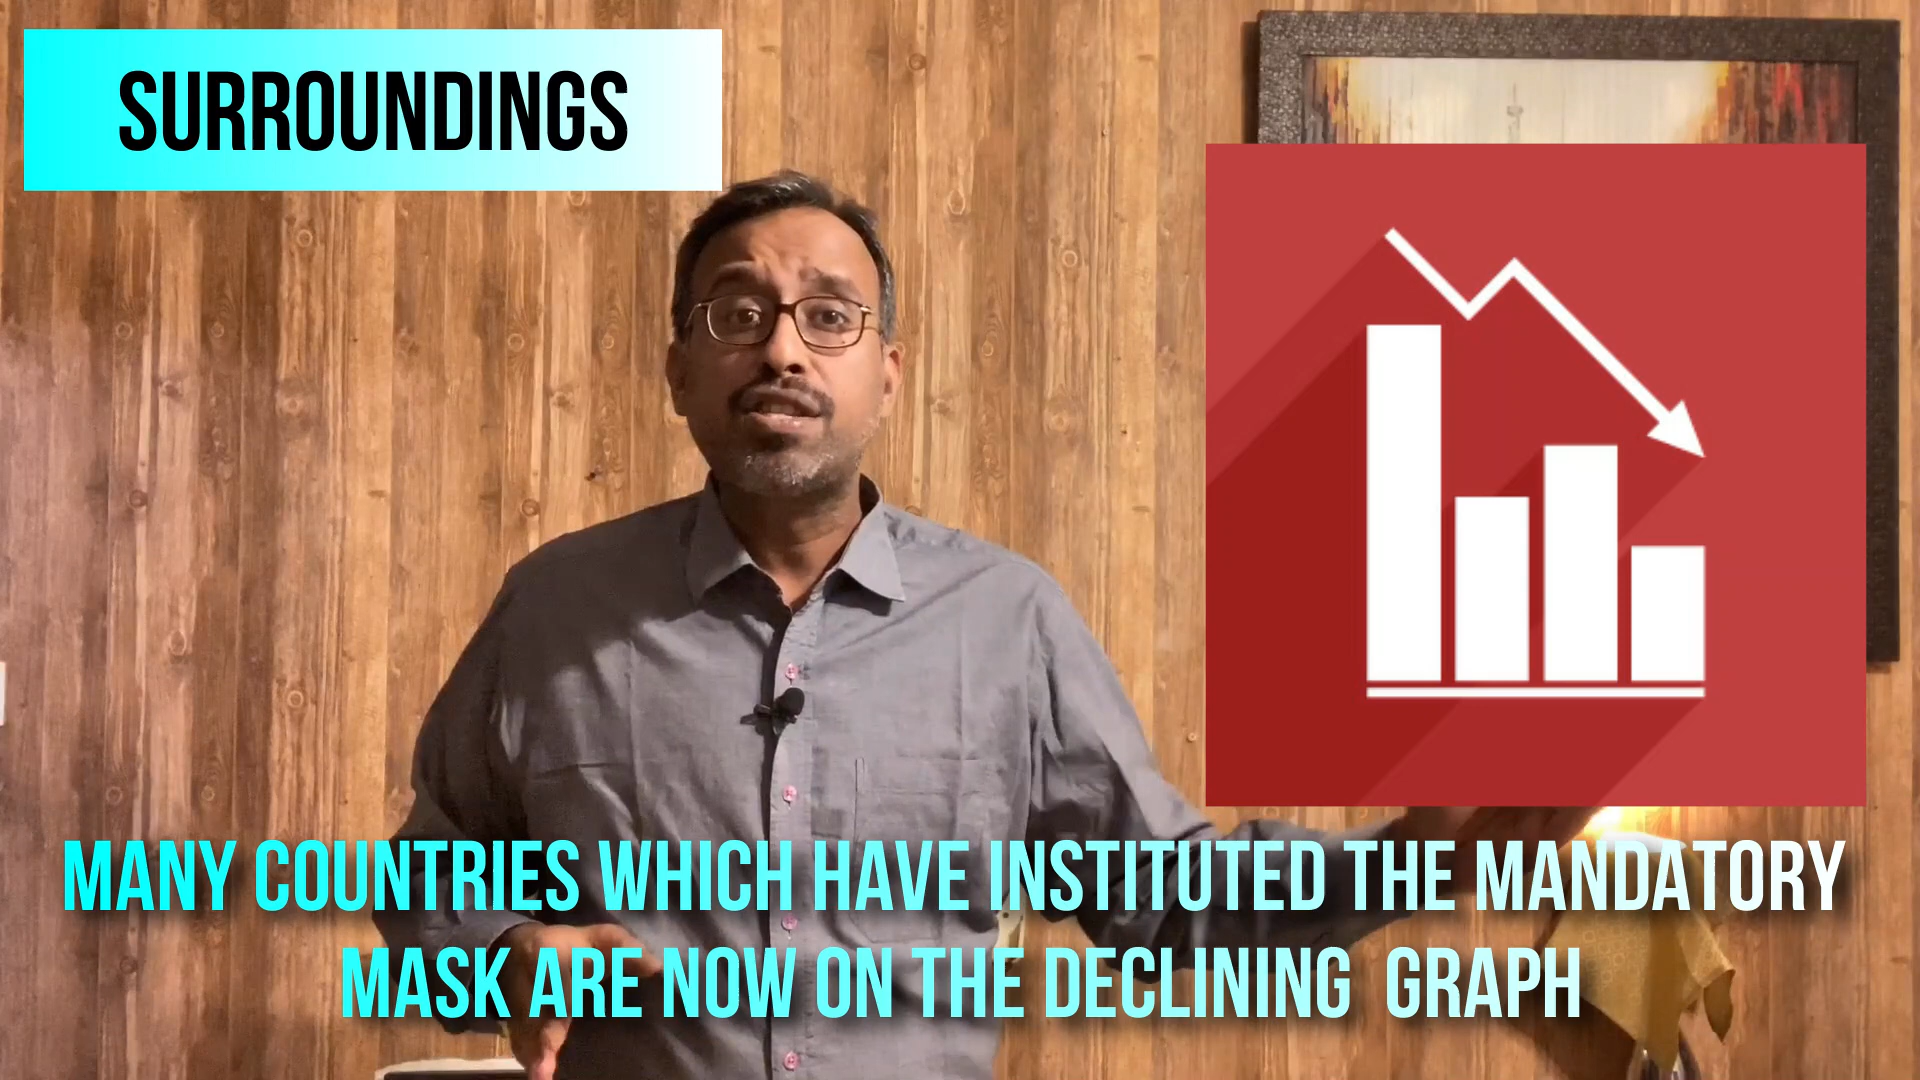 SURROUNDINGS
MANY COUNTRIES WHICH HAVE INSTITUTED THE MANDATORY
MASK ARE NOW ON THE DECLINING GRAPH